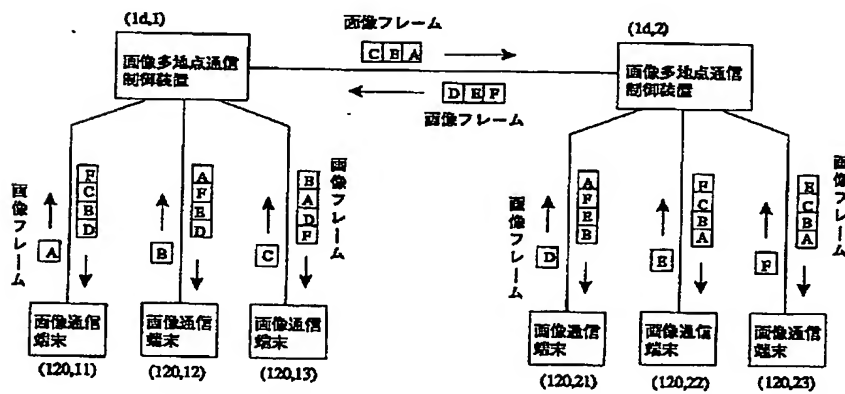 (1d,1)
画像多地点通信
制御装置
画像フレーム
C B A
D E F
画像フレーム
(1d,2)
画像多地点通信
制御装置
画像フレーム
A
F
C
B
D
B
A
F
E
D
C
B
A
D
F
画像フレーム
画像フレーム
D
A
F
E
B
E
F
C
B
A
F
E
C
B
A
画像フレーム
画像通信
端末
(120,11)
画像通信
端末
(120,12)
画像通信
端末
(120,13)
画像通信
端末
(120,21)
画像通信
端末
(120,22)
画像通信
端末
(120,23)